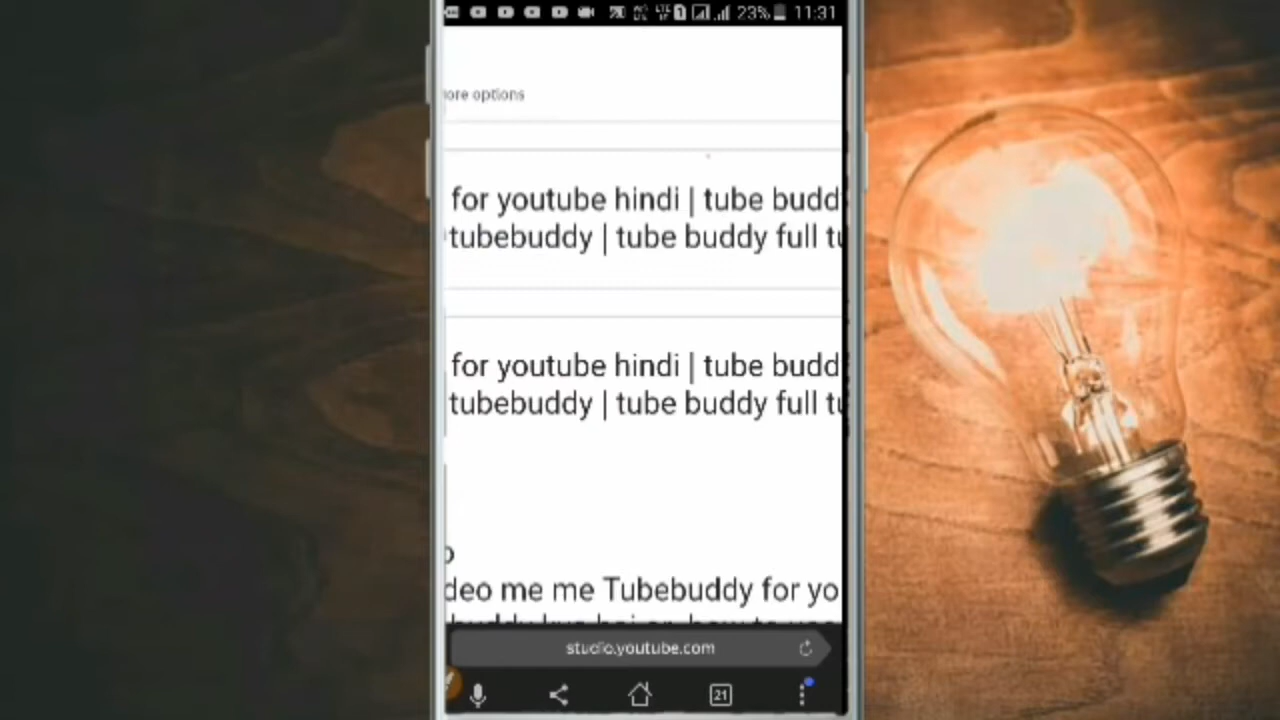 23% 11:31
ore options
for youtube hindi | tube budd
tubebuddy | tube buddy full tu
for youtube hindi | tube budd
tubebuddy | tube buddy full tu
deo me me Tubebuddy for yo
studio.youtube.com
21